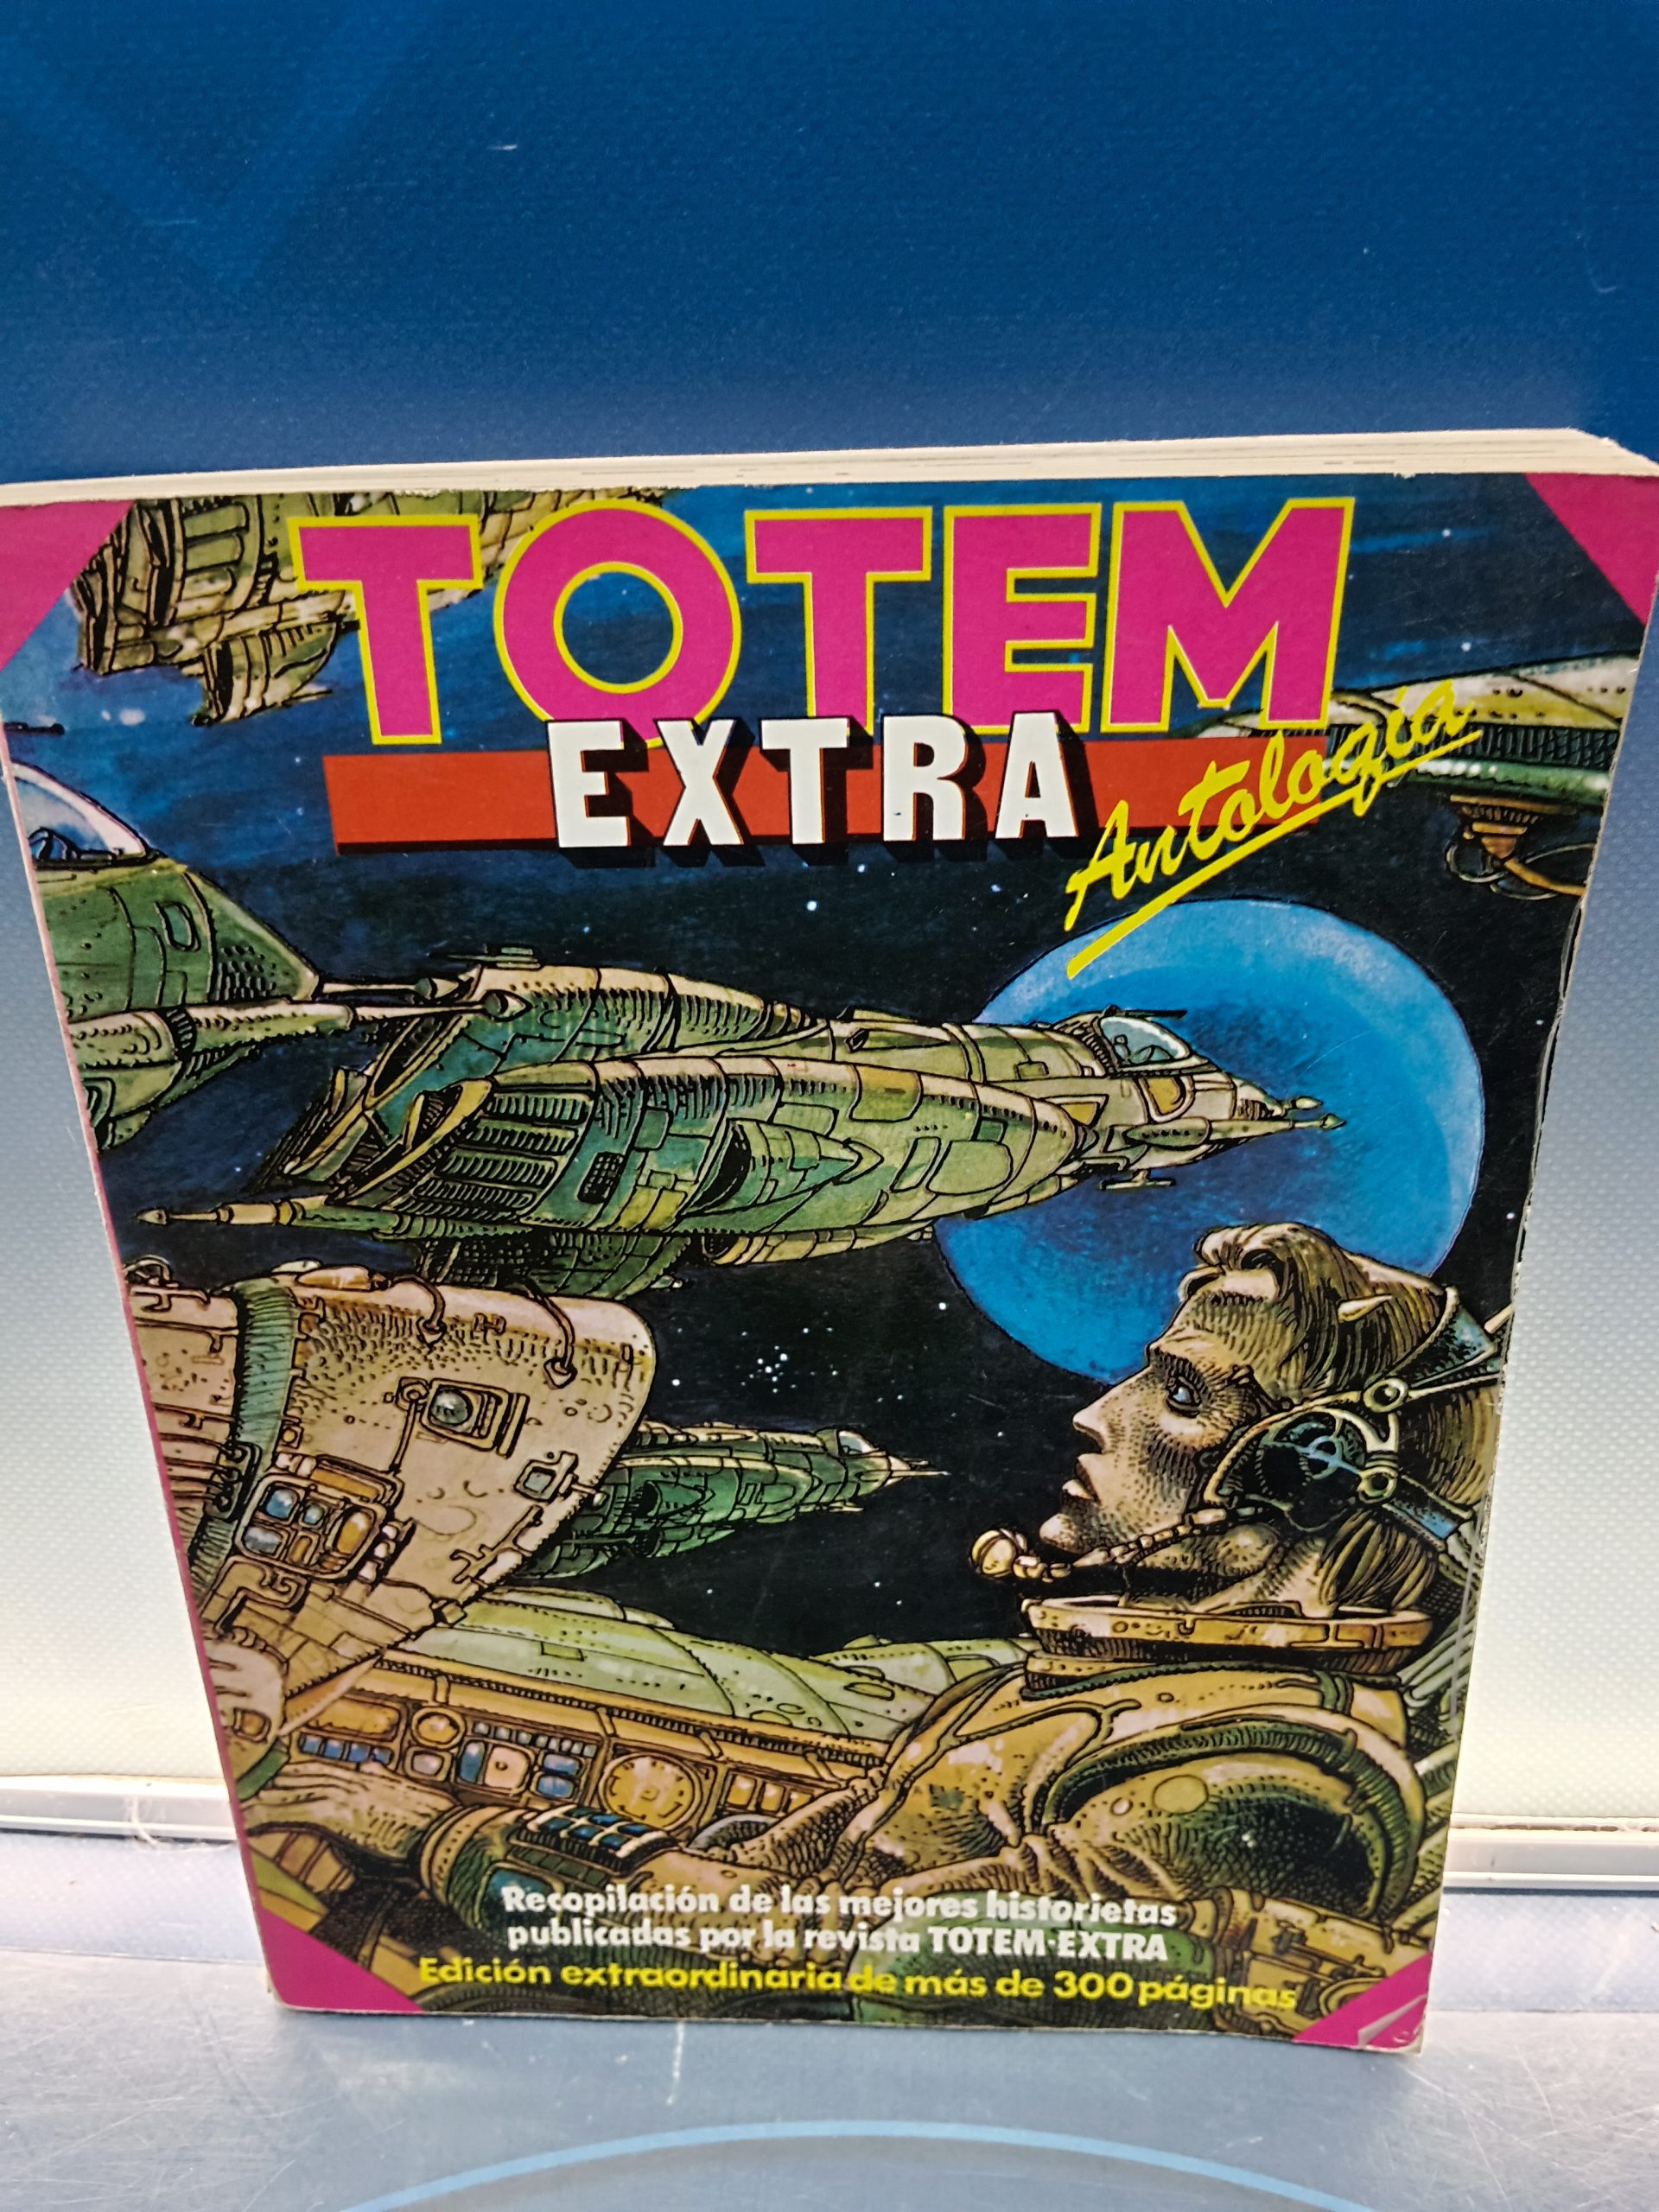 TOTEM
EXTRA
Antología
Recopilación de las mejores historietas
publicadas por la revista TOTEM-EXTRA
Edición extraordinaria de más de 300 páginas